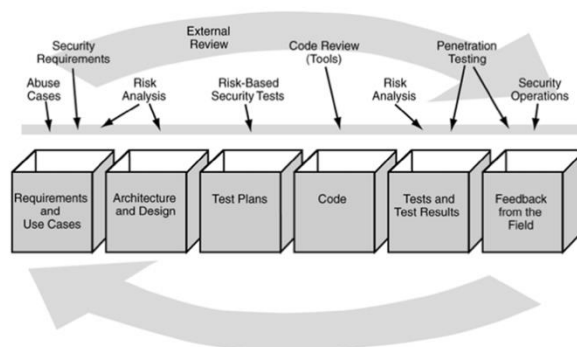 External
Review
Security
Requirements
Code Review
(Tools)
Penetration
Testing
Abuse
Cases
Risk
Analysis
Risk-Based
Security Tests
Risk
Analysis
Security
Operations
Requirements
and
Use Cases
Architecture
and Design
Test Plans
Code
Tests and
Test Results
Feedback
from the
Field